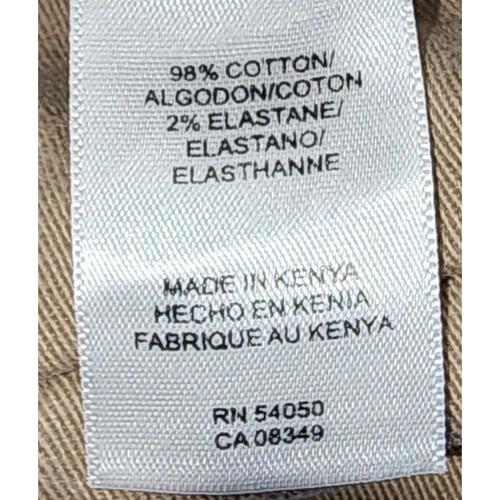 98% COTTON/
ALGODON/COTON
2% ELASTANE/
ELASTANO/
ELASTHANNE
MADE IN KENYA
HECHO EN KENIA
FABRIQUE AU KENYA
RN 54050
CA 08349